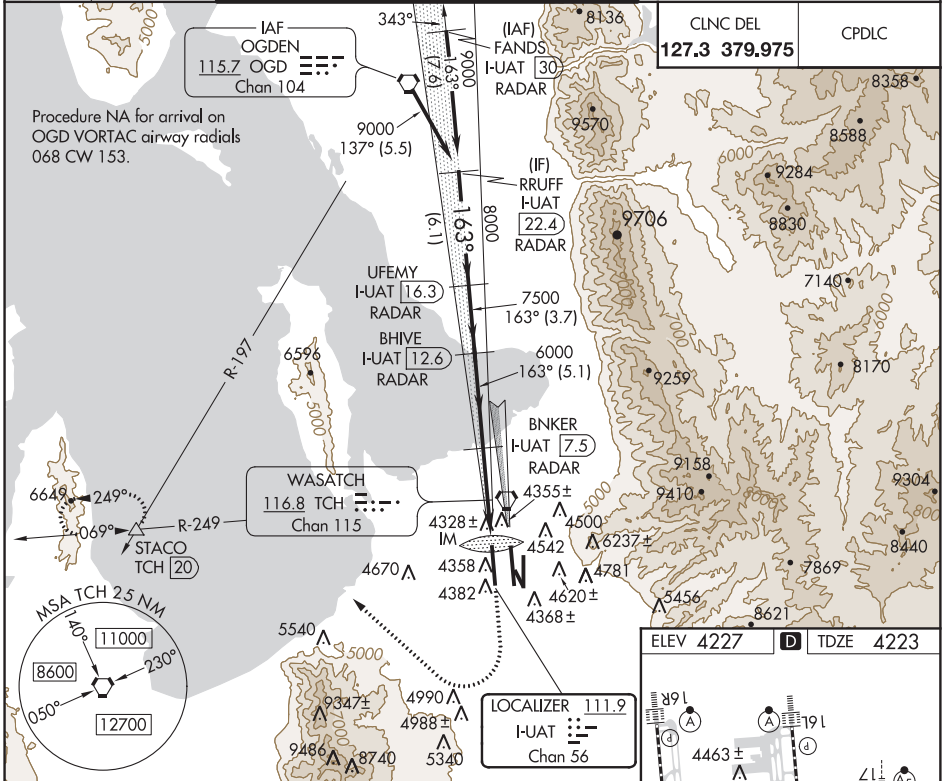 IAF
OGDEN
115.7 OGD
Chan 104
343°
163°
(7.6)
9000
(IAF)
FANDS
I-UAT 30
RADAR
8136
CLNC DEL
127.3 379.975
CPDLC
Procedure NA for arrival on
OGD VORTAC airway radials
068 CW 153.
5000
9000
137° (5.5)
9570
8358
8588
6000
9284
8830
(IF)
RRUFF
I-UAT
22.4
RADAR
9706
(6.1)
163°
8000
7140
UFEMY
I-UAT 16.3
RADAR
7500
163° (3.7)
7000
9000
R-197
6596
5000
BHIVE
I-UAT 12.6
RADAR
6000
163° (5.1)
9259
8170
BNKER
I-UAT 7.5
RADAR
9158
9410
9304
8440
WASATCH
116.8 TCH
Chan 115
6649
249°
069°
R-249
STACO
TCH 20
4328±
IM
4355±
4500
4542
6237±
6000
4358
4382
4670
4620±
4781
4368±
7869
5456
8621
MSA TCH 25 NM
140°
11000
8600
230°
050°
12700
5540
5000
9347±
7000
9486
8740
4990
4988±
5340
LOCALIZER 111.9
I-UAT
Chan 56
ELEV 4227 D TDZE 4223
16R
A
A
16L
P
P
4463±
17
A